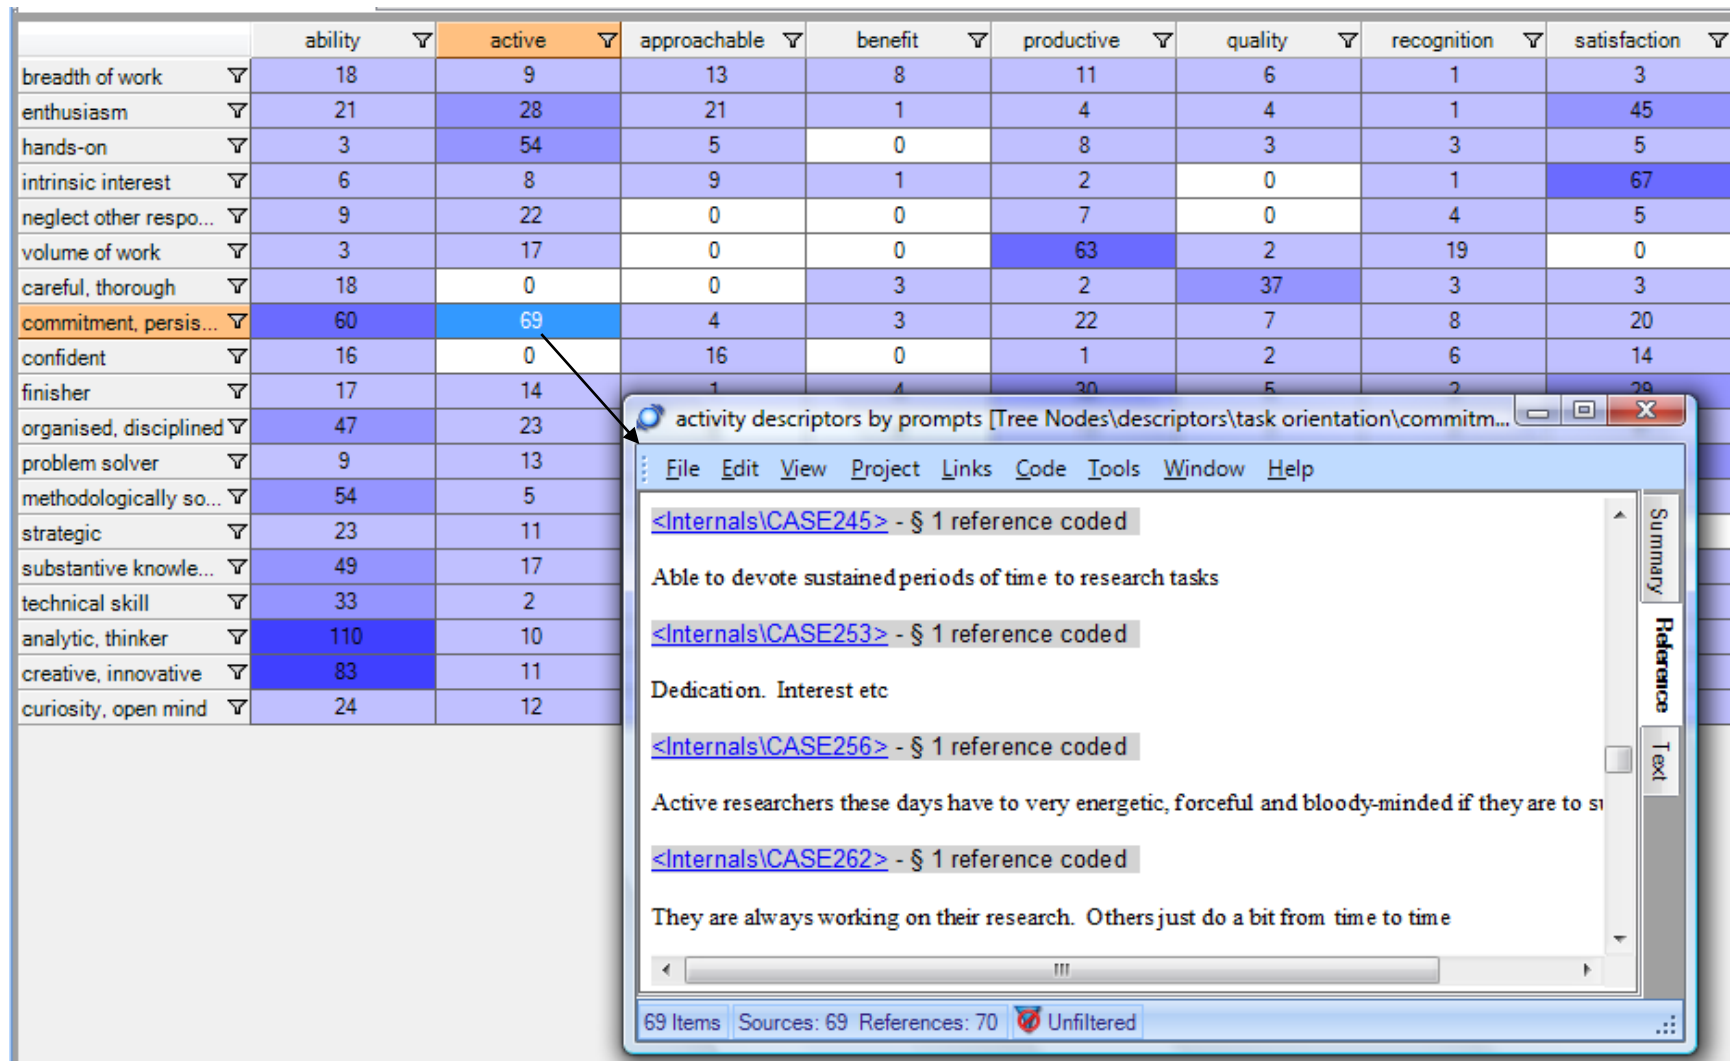 ability active approachable benefit productive quality recognition satisfaction
breadth of work 18 9 13 8 11 6 1 3
enthusiasm 21 28 21 1 4 4 1 45
hands-on 3 54 5 0 8 3 3 5
intrinsic interest 6 8 9 1 2 0 1 67
neglect other respo... 9 22 0 0 7 0 4 5
volume of work 3 17 0 0 63 2 19 0
careful, thorough 18 0 0 3 2 37 3 3
commitment, persis... 60 69 4 3 22 7 8 20
confident 16 0 16 0 1 2 6 14
finisher 17 14 1 4 30 5 2 29
organised, disciplined 47 23
problem solver 9 13
methodologically so... 54 5
strategic 23 11
substantive knowle... 49 17
technical skill 33 2
analytic, thinker 110 10
creative, innovative 83 11
curiosity, open mind 24 12
activity descriptors by prompts [Tree Nodes\descriptors\task orientation\commitm...
File Edit View Project Links Code Tools Window Help
<Internals\CASE245> - § 1 reference coded
Able to devote sustained periods of time to research tasks
<Internals\CASE253> - § 1 reference coded
Dedication. Interest etc
<Internals\CASE256> - § 1 reference coded
Active researchers these days have to very energetic, forceful and bloody-minded if they are to su
<Internals\CASE262> - § 1 reference coded
They are always working on their research. Others just do a bit from time to time
Summary
Reference
Text
69 Items Sources: 69 References: 70 Unfiltered